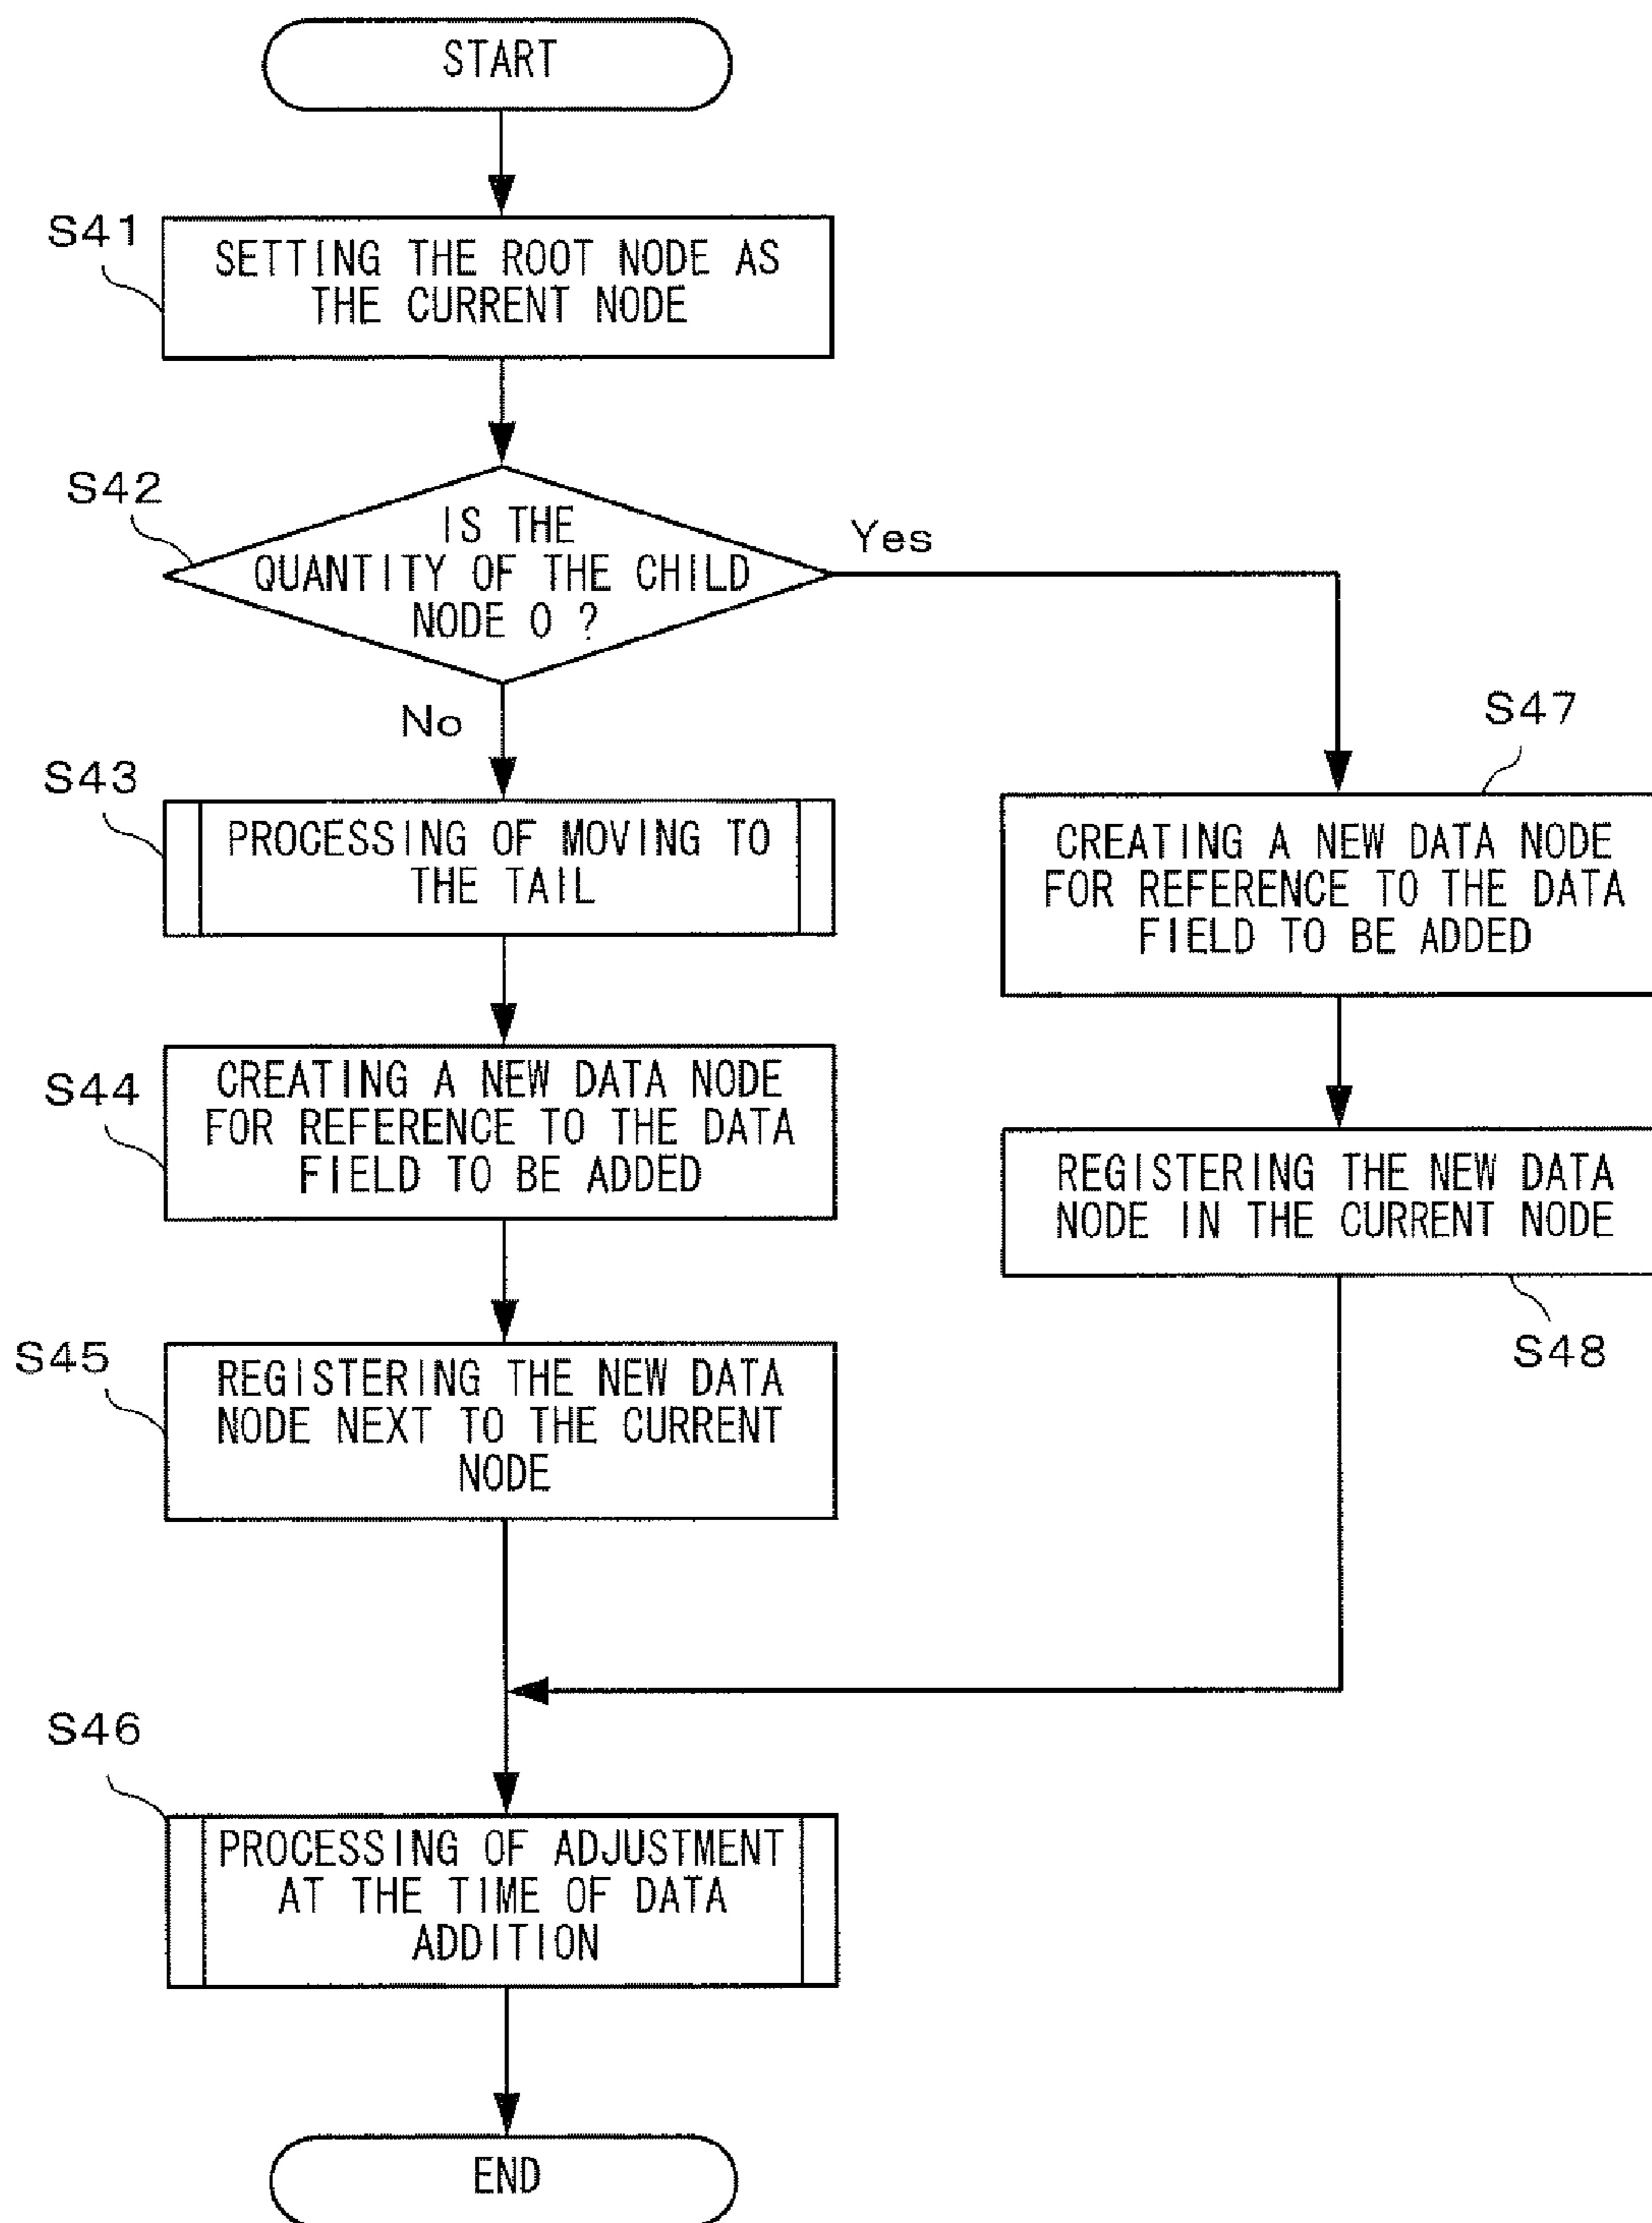 START
S41
SETTING THE ROOT NODE AS
THE CURRENT NODE
S42
IS THE
QUANTITY OF THE CHILD
NODE 0 ?
Yes
No
S43
PROCESSING OF MOVING TO
THE TAIL
S44
CREATING A NEW DATA NODE
FOR REFERENCE TO THE DATA
FIELD TO BE ADDED
S45
REGISTERING THE NEW DATA
NODE NEXT TO THE CURRENT
NODE
S47
CREATING A NEW DATA NODE
FOR REFERENCE TO THE DATA
FIELD TO BE ADDED
REGISTERING THE NEW DATA
NODE IN THE CURRENT NODE
S48
S46
PROCESSING OF ADJUSTMENT
AT THE TIME OF DATA
ADDITION
END